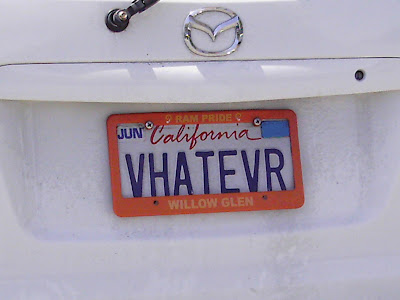 RAM PRIDE
JUN California
VHATEVR
WILLOW GLEN